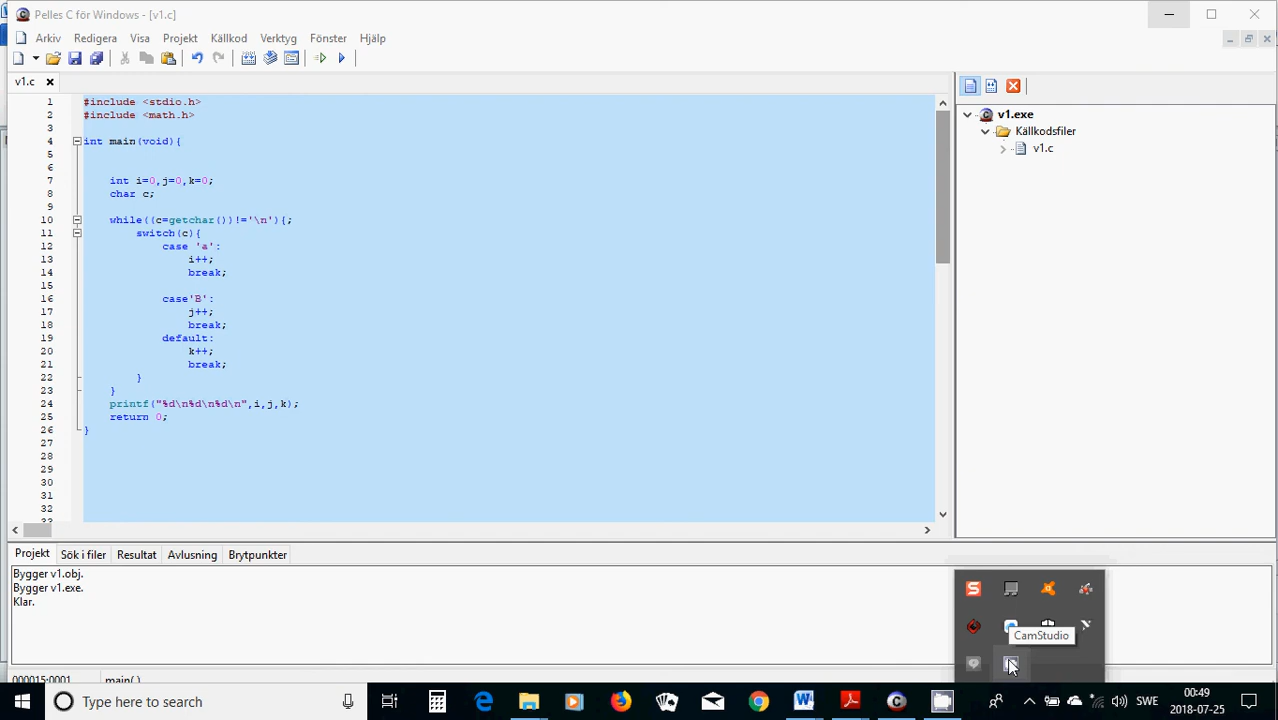 Pelles C för Windows - [v1.c]
Arkiv Redigera Visa Projekt Källkod Verktyg Fönster Hjälp
v1.c
1 #include <stdio.h>
2 #include <math.h>
3
4 int main(void){
5
6
7 int i=0,j=0,k=0;
8 char c;
9
10 while((c=getchar())!='\n'){;
11 switch(c){
12 case 'a':
13 i++;
14 break;
15
16 case'B':
17 j++;
18 break;
19 default:
20 k++;
21 break;
22 }
23 }
24 printf("%d\n%d\n%d\n",i,j,k);
25 return 0;
26 }
27
28
29
30
31
32
33
v1.exe
Källkodsfiler
v1.c
Projekt Sök i filer Resultat Avlusning Brytpunkter
Bygger v1.obj.
Bygger v1.exe.
Klar.
CamStudio
000015:0001 main( )
Type here to search
SWE
00:49
2018-07-25